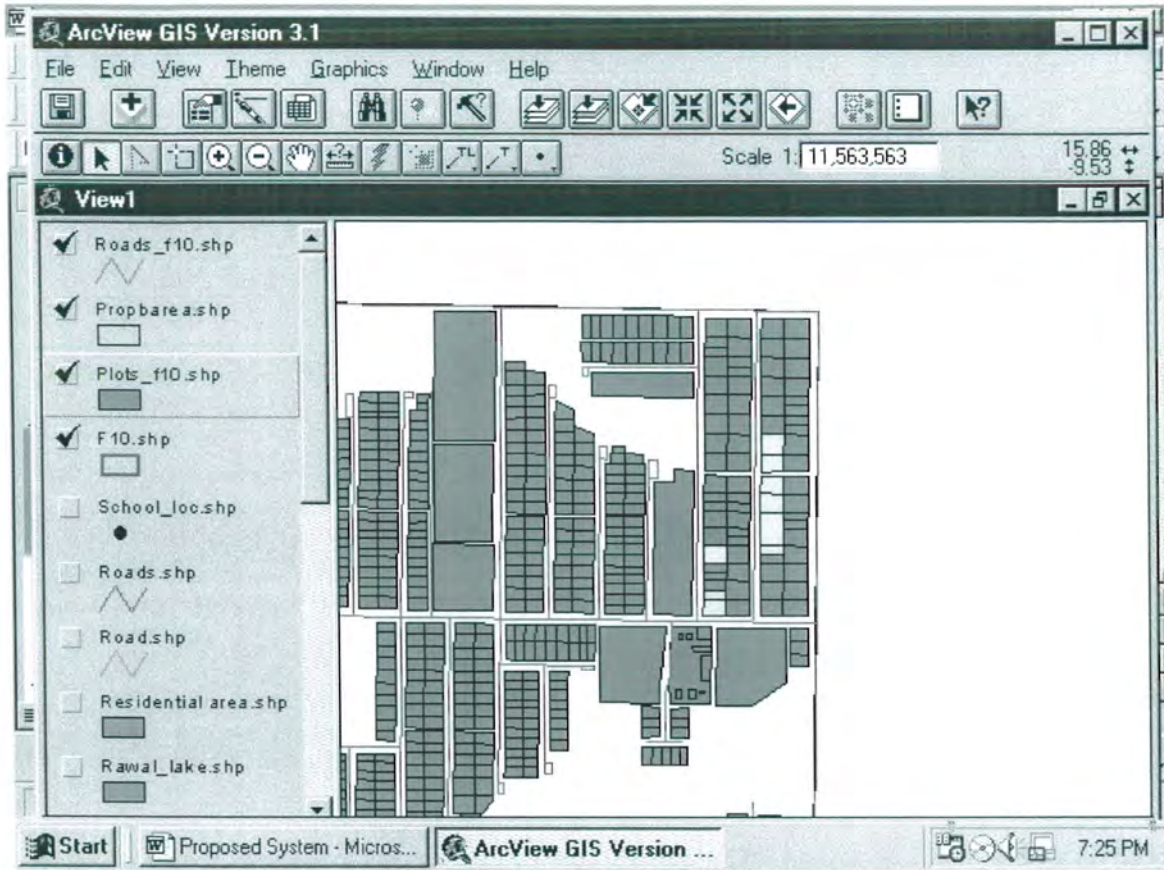 ArcView GIS Version 3.1
File Edit View Theme Graphics Window Help
Scale 1: 11,563,563
15.86
-9.53
View1
Roads_f10.shp
Propbarea.shp
Plots_f10.shp
F10.shp
School_loc.shp
Roads.shp
Road.shp
Residential area.shp
Rawal_lake.shp
Start
Proposed System - Micros...
ArcView GIS Version ...
7:25 PM